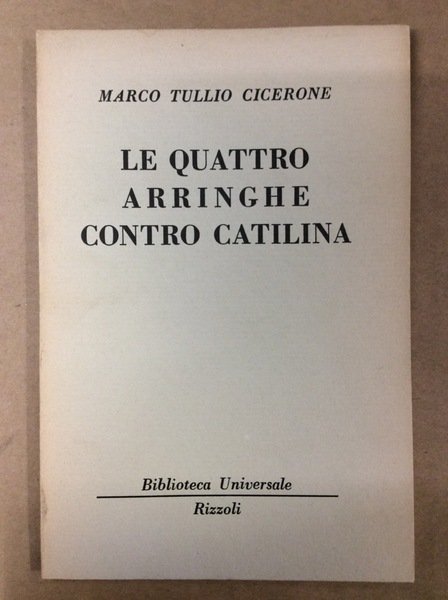 MARCO TULLIO CICERONE
LE QUATTRO
ARRINGHE
CONTRO CATILINA
Biblioteca Universale
Rizzoli